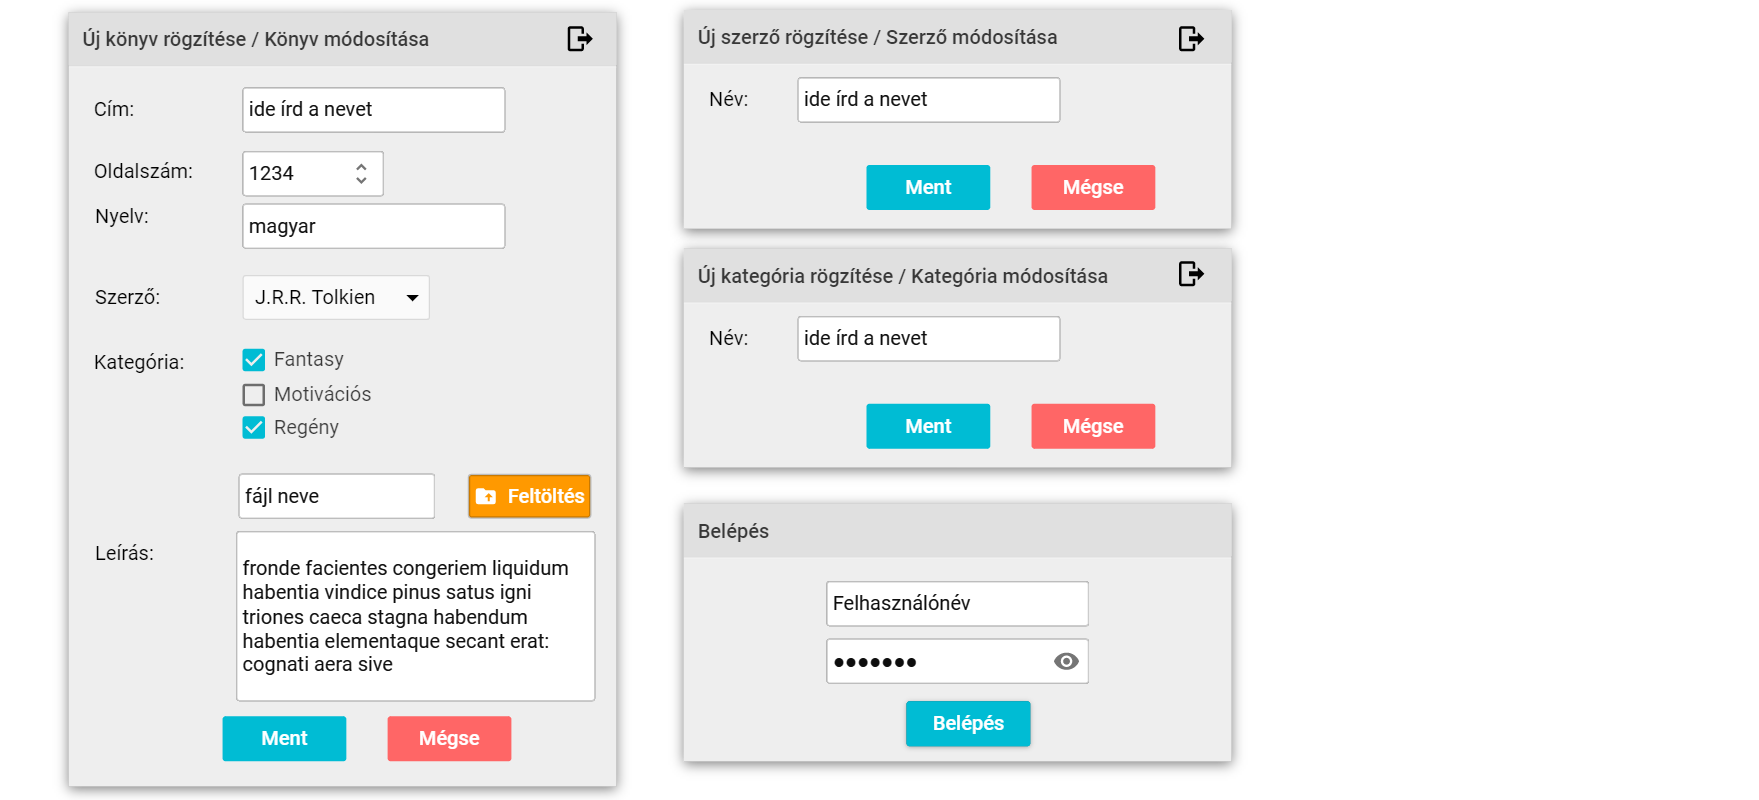 Új könyv rögzítése / Könyv módosítása
Cím:
ide írd a nevet
Oldalszám:
1234
Nyelv:
magyar
Szerző:
J.R.R. Tolkien
Kategória:
Fantasy
Motivációs
Regény
fájl neve
Feltöltés
Leírás:
fronde facientes congeriem liquidum
habentia vindice pinus satus igni
triones caeca stagna habendum
habentia elementaque secant erat:
cognati aera sive
Ment
Mégse
Új szerző rögzítése / Szerző módosítása
Név:
ide írd a nevet
Ment
Mégse
Új kategória rögzítése / Kategória módosítása
Név:
ide írd a nevet
Ment
Mégse
Belépés
Felhasználónév
Belépés